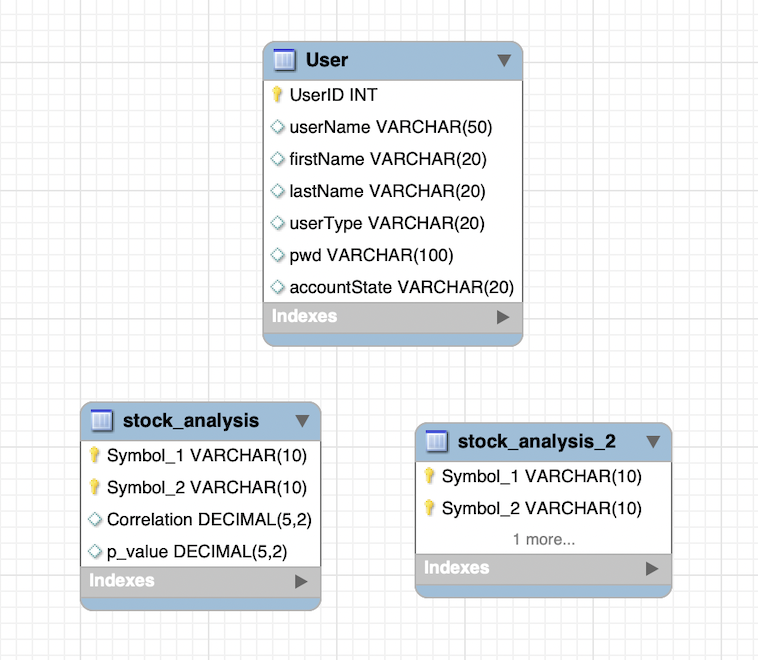 User
UserID INT
userName VARCHAR(50)
firstName VARCHAR(20)
lastName VARCHAR(20)
userType VARCHAR(20)
pwd VARCHAR(100)
accountState VARCHAR(20)
Indexes
stock_analysis
Symbol_1 VARCHAR(10)
Symbol_2 VARCHAR(10)
Correlation DECIMAL(5,2)
p_value DECIMAL(5,2)
Indexes
stock_analysis_2
Symbol_1 VARCHAR(10)
Symbol_2 VARCHAR(10)
1 more...
Indexes